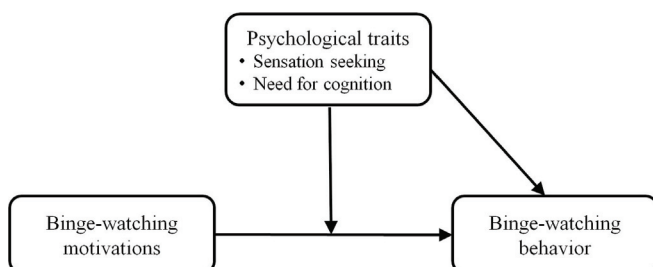 Psychological traits
• Sensation seeking
• Need for cognition
Binge-watching
motivations
Binge-watching
behavior